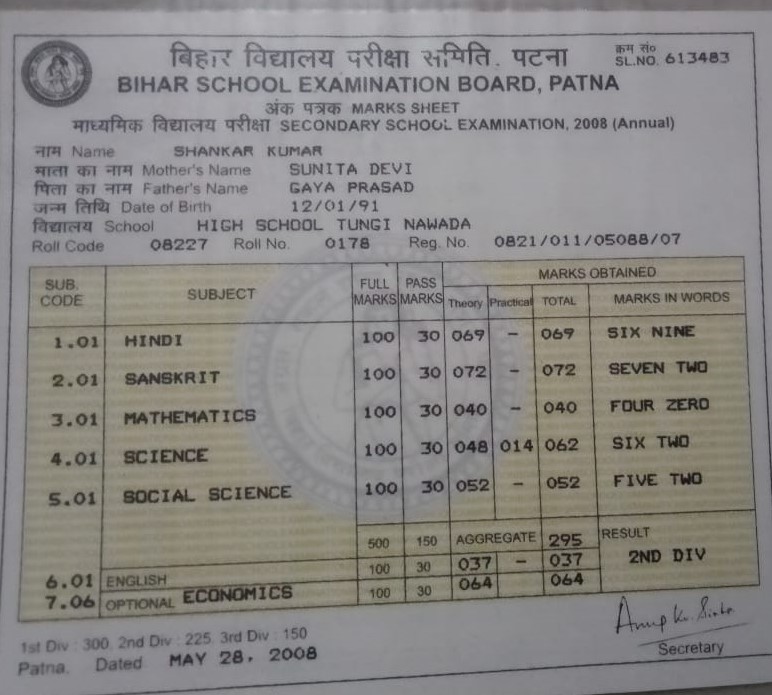 बिहार विद्यालय परीक्षा समिति, पटना
क्रम सं०
SL.NO. 613483
BIHAR SCHOOL EXAMINATION BOARD, PATNA
अंक पत्रक MARKS SHEET
माध्यमिक विद्यालय परीक्षा SECONDARY SCHOOL EXAMINATION, 2008 (Annual)
नाम Name SHANKAR KUMAR
माता का नाम Mother's Name SUNITA DEVI
पिता का नाम Father's Name GAYA PRASAD
जन्म तिथि Date of Birth 12/01/91
विद्यालय School HIGH SCHOOL TUNGI NAWADA
Roll Code 08227 Roll No. 0178 Reg. No. 0821/011/05088/07
SUB. CODE SUBJECT FULL MARKS PASS MARKS MARKS OBTAINED
Theory Practical TOTAL MARKS IN WORDS
1.01 HINDI 100 30 069 - 069 SIX NINE
2.01 SANSKRIT 100 30 072 - 072 SEVEN TWO
3.01 MATHEMATICS 100 30 040 - 040 FOUR ZERO
4.01 SCIENCE 100 30 048 014 062 SIX TWO
5.01 SOCIAL SCIENCE 100 30 052 - 052 FIVE TWO
500 150 AGGREGATE 295 RESULT
6.01 ENGLISH 100 30 037 - 037 2ND DIV
7.06 OPTIONAL ECONOMICS 100 30 064 064
1st Div : 300, 2nd Div : 225, 3rd Div : 150
Patna. Dated MAY 28, 2008
Secretary